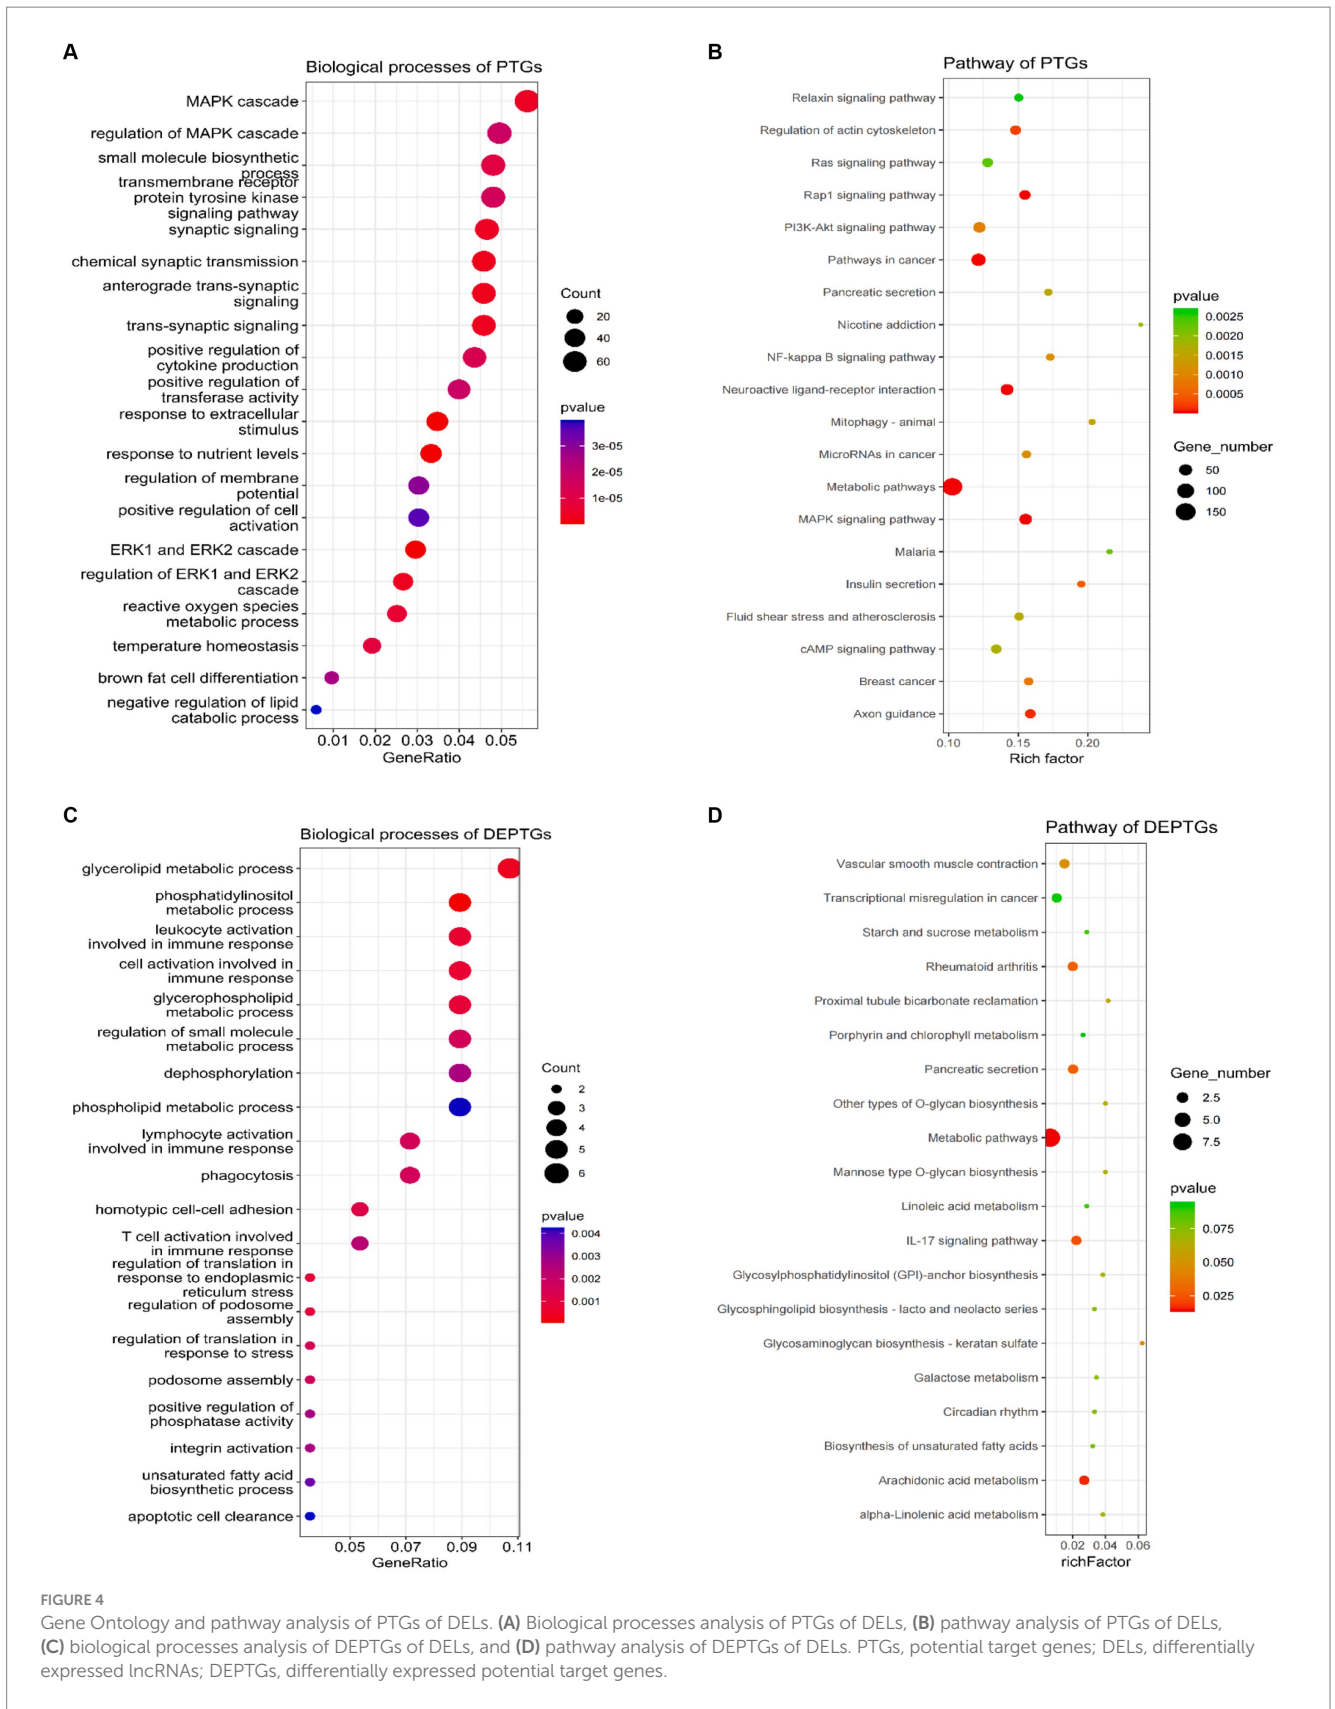 A
Biological processes of PTGs
MAPK cascade
regulation of MAPK cascade
small molecule biosynthetic
process
transmembrane receptor
protein tyrosine kinase
signaling pathway
synaptic signaling
chemical synaptic transmission
anterograde trans-synaptic
signaling
trans-synaptic signaling
positive regulation of
cytokine production
positive regulation of
transferase activity
response to extracellular
stimulus
response to nutrient levels
regulation of membrane
potential
positive regulation of cell
activation
ERK1 and ERK2 cascade
regulation of ERK1 and ERK2
cascade
reactive oxygen species
metabolic process
temperature homeostasis
brown fat cell differentiation
negative regulation of lipid
catabolic process
0.01 0.02 0.03 0.04 0.05
GeneRatio
Count
20
40
60
pvalue
3e-05
2e-05
1e-05
B
Pathway of PTGs
Relaxin signaling pathway
Regulation of actin cytoskeleton
Ras signaling pathway
Rap1 signaling pathway
PI3K-Akt signaling pathway
Pathways in cancer
Pancreatic secretion
Nicotine addiction
NF-kappa B signaling pathway
Neuroactive ligand-receptor interaction
Mitophagy - animal
MicroRNAs in cancer
Metabolic pathways
MAPK signaling pathway
Malaria
Insulin secretion
Fluid shear stress and atherosclerosis
cAMP signaling pathway
Breast cancer
Axon guidance
0.10 0.15 0.20
Rich factor
pvalue
0.0025
0.0020
0.0015
0.0010
0.0005
Gene_number
50
100
150
C
Biological processes of DEPTGs
glycerolipid metabolic process
phosphatidylinositol
metabolic process
leukocyte activation
involved in immune response
cell activation involved in
immune response
glycerophospholipid
metabolic process
regulation of small molecule
metabolic process
dephosphorylation
phospholipid metabolic process
lymphocyte activation
involved in immune response
phagocytosis
homotypic cell-cell adhesion
T cell activation involved
in immune response
regulation of translation in
response to endoplasmic
reticulum stress
regulation of podosome
assembly
regulation of translation in
response to stress
podosome assembly
positive regulation of
phosphatase activity
integrin activation
unsaturated fatty acid
biosynthetic process
apoptotic cell clearance
0.05 0.07 0.09 0.11
GeneRatio
Count
2
3
4
5
6
pvalue
0.004
0.003
0.002
0.001
D
Pathway of DEPTGs
Vascular smooth muscle contraction
Transcriptional misregulation in cancer
Starch and sucrose metabolism
Rheumatoid arthritis
Proximal tubule bicarbonate reclamation
Porphyrin and chlorophyll metabolism
Pancreatic secretion
Other types of O-glycan biosynthesis
Metabolic pathways
Mannose type O-glycan biosynthesis
Linoleic acid metabolism
IL-17 signaling pathway
Glycosylphosphatidylinositol (GPI)-anchor biosynthesis
Glycosphingolipid biosynthesis - lacto and neolacto series
Glycosaminoglycan biosynthesis - keratan sulfate
Galactose metabolism
Circadian rhythm
Biosynthesis of unsaturated fatty acids
Arachidonic acid metabolism
alpha-Linolenic acid metabolism
0.02 0.04 0.06
richFactor
Gene_number
2.5
5.0
7.5
pvalue
0.075
0.050
0.025
FIGURE 4
Gene Ontology and pathway analysis of PTGs of DELs. (A) Biological processes analysis of PTGs of DELs, (B) pathway analysis of PTGs of DELs,
(C) biological processes analysis of DEPTGs of DELs, and (D) pathway analysis of DEPTGs of DELs. PTGs, potential target genes; DELs, differentially
expressed lncRNAs; DEPTGs, differentially expressed potential target genes.